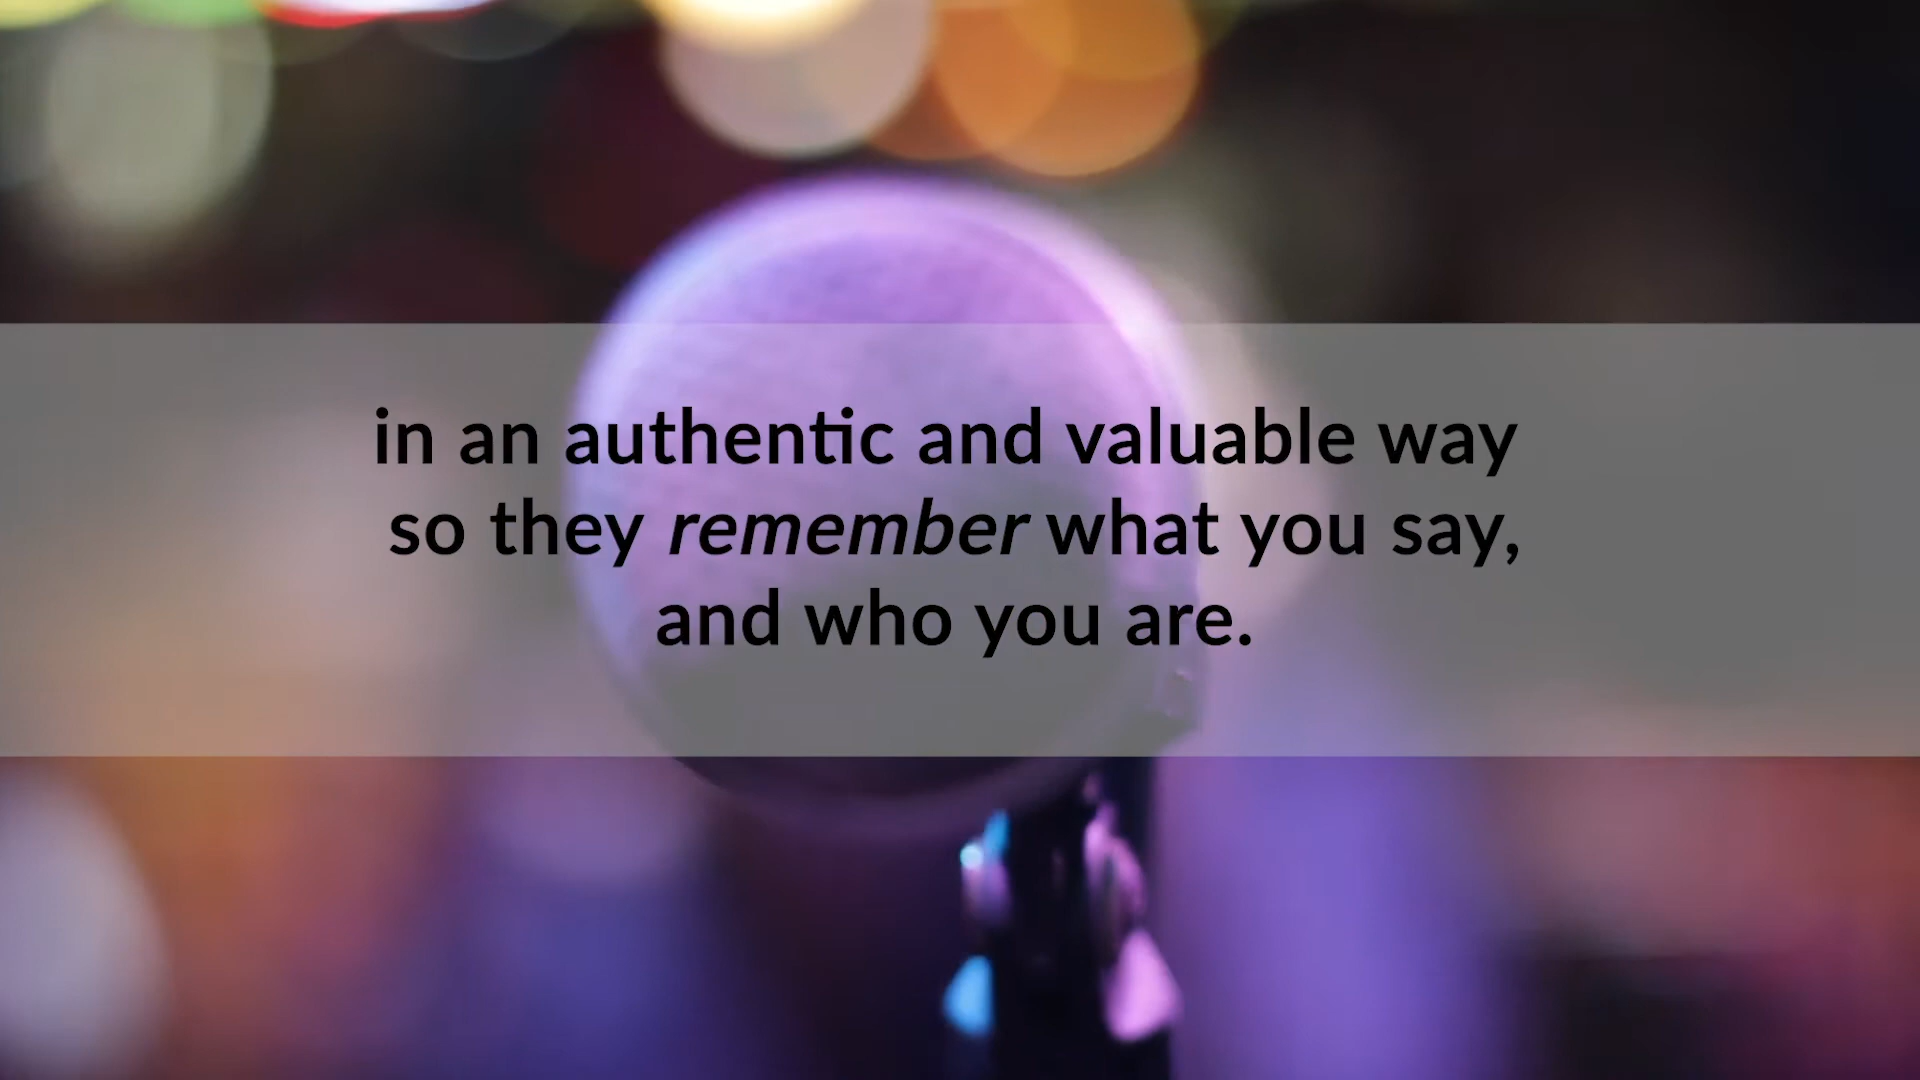 in an authentic and valuable way
so they remember what you say,
and who you are.